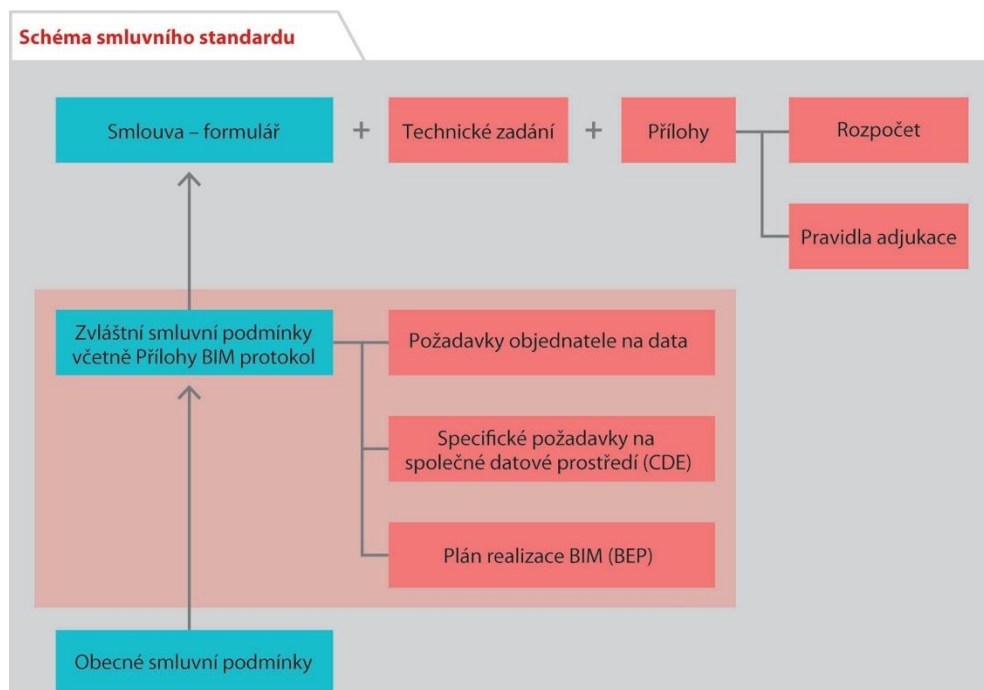 Schéma smluvního standardu
Smlouva – formulář
+
Technické zadání
+
Přílohy
Rozpočet
Pravidla adjukace
Zvláštní smluvní podmínky
včetně Přílohy BIM protokol
Požadavky objednatele na data
Specifické požadavky na
společné datové prostředí (CDE)
Plán realizace BIM (BEP)
Obecné smluvní podmínky